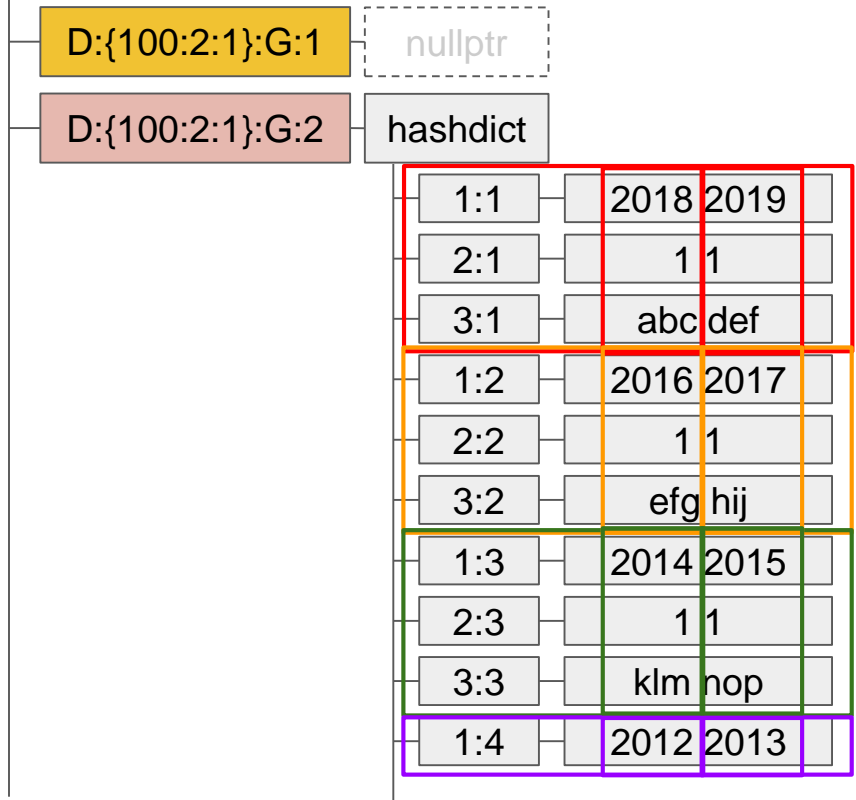 D:{100:2:1}:G:1 nullptr
D:{100:2:1}:G:2 hashdict
1:1 2018 2019
2:1 1 1
3:1 abc def
1:2 2016 2017
2:2 1 1
3:2 efg hij
1:3 2014 2015
2:3 1 1
3:3 klm nop
1:4 2012 2013